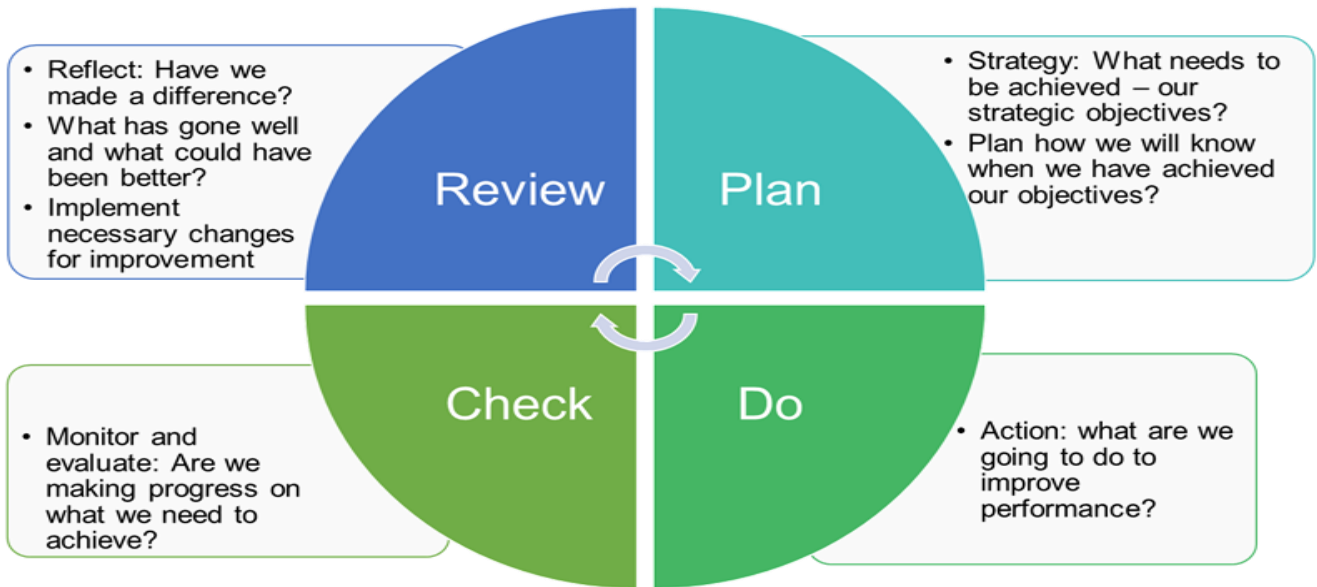 • Reflect: Have we
made a difference?
• What has gone well
and what could have
been better?
• Implement
necessary changes
for improvement
Review
Plan
• Strategy: What needs to
be achieved – our
strategic objectives?
• Plan how we will know
when we have achieved
our objectives?
• Monitor and
evaluate: Are we
making progress on
what we need to
achieve?
Check
Do
• Action: what are we
going to do to
improve
performance?